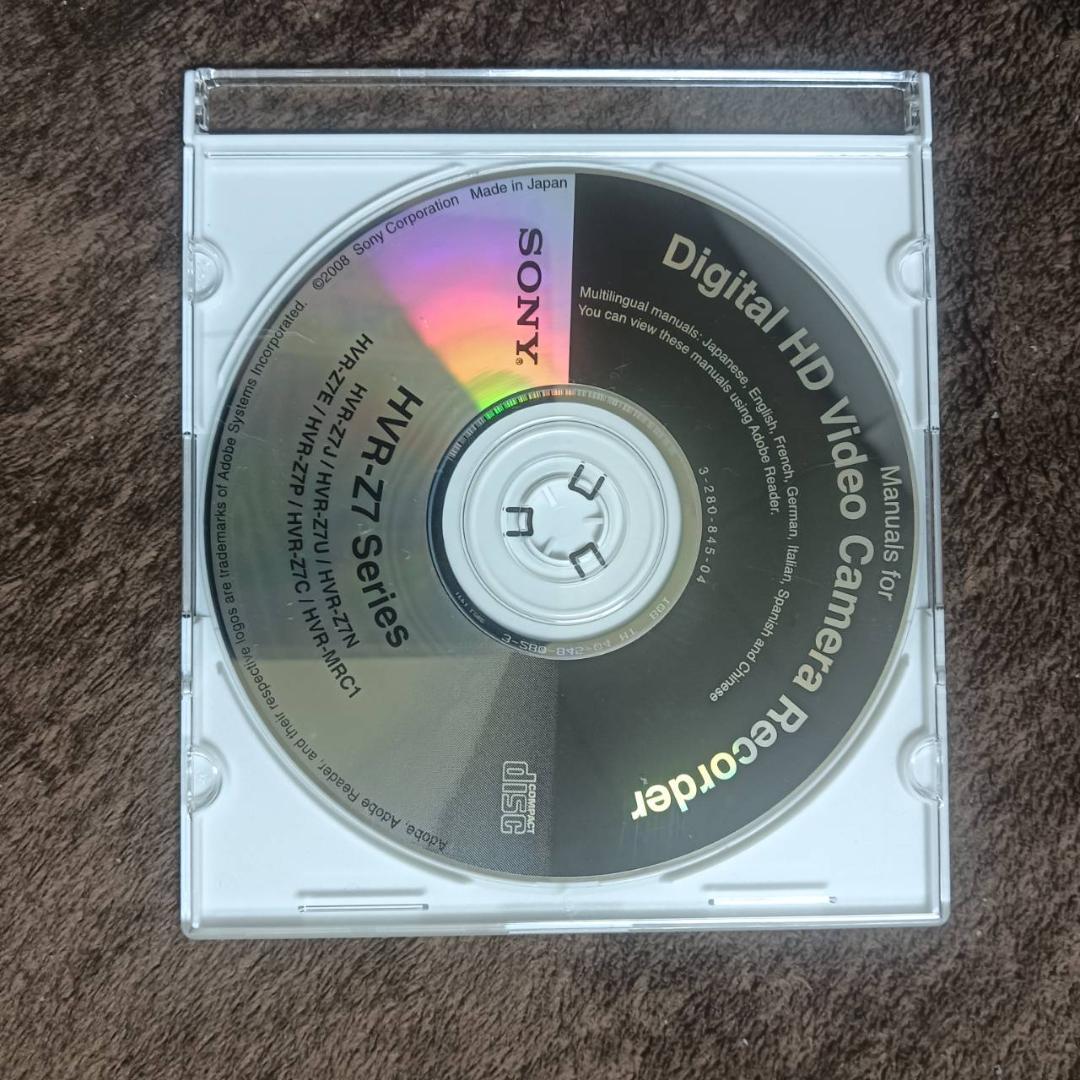 Manuals for
Digital HD Video Camera Recorder
Multilingual manuals: Japanese, English, French, German, Italian, Spanish and Chinese
You can view these manuals using Adobe Reader.
3-280-845-04
SONY®
COMPACT
disc
HVR-Z7 Series
HVR-Z7J / HVR-Z7U / HVR-Z7N
HVR-Z7E / HVR-Z7P / HVR-Z7C / HVR-MRC1
Adobe, Adobe Reader, and their respective logos are trademarks of Adobe Systems Incorporated. ©2008 Sony Corporation Made in Japan